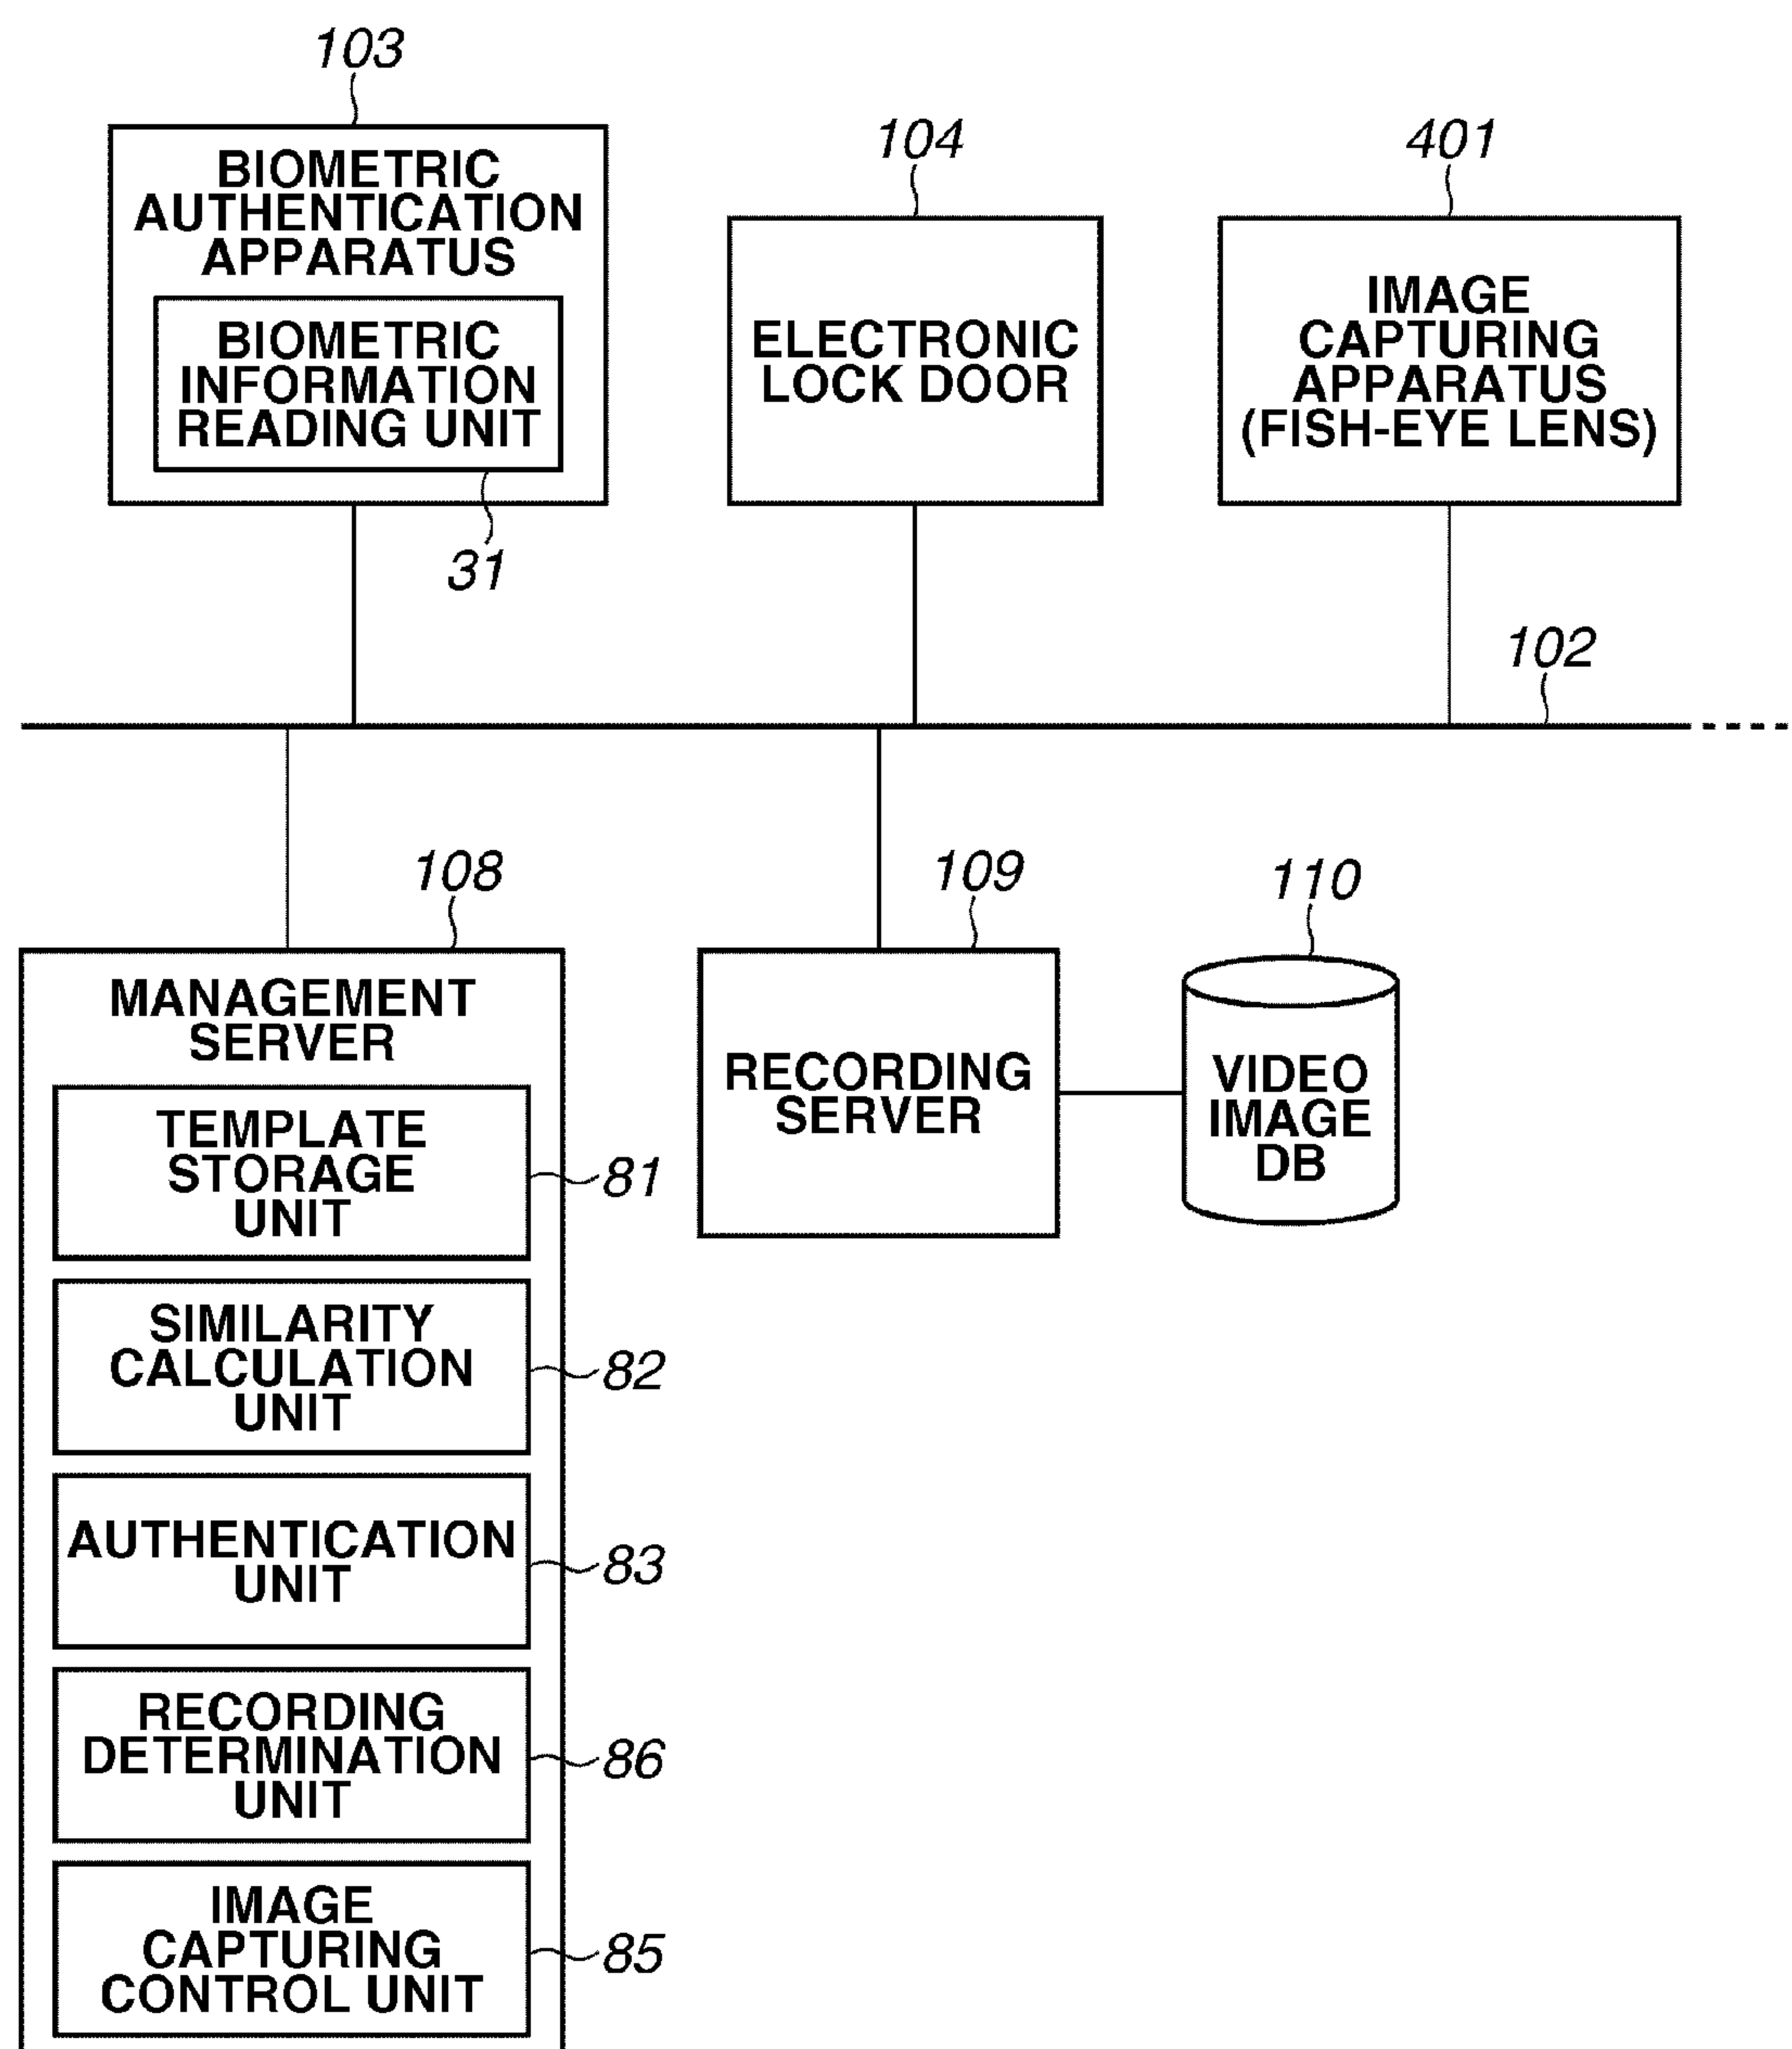 103
BIOMETRIC
AUTHENTICATION
APPARATUS
BIOMETRIC
INFORMATION
READING UNIT
31
104
ELECTRONIC
LOCK DOOR
401
IMAGE
CAPTURING
APPARATUS
(FISH-EYE LENS)
102
108
MANAGEMENT
SERVER
TEMPLATE
STORAGE
UNIT
81
SIMILARITY
CALCULATION
UNIT
82
AUTHENTICATION
UNIT
83
RECORDING
DETERMINATION
UNIT
86
IMAGE
CAPTURING
CONTROL UNIT
85
109
RECORDING
SERVER
110
VIDEO
IMAGE
DB